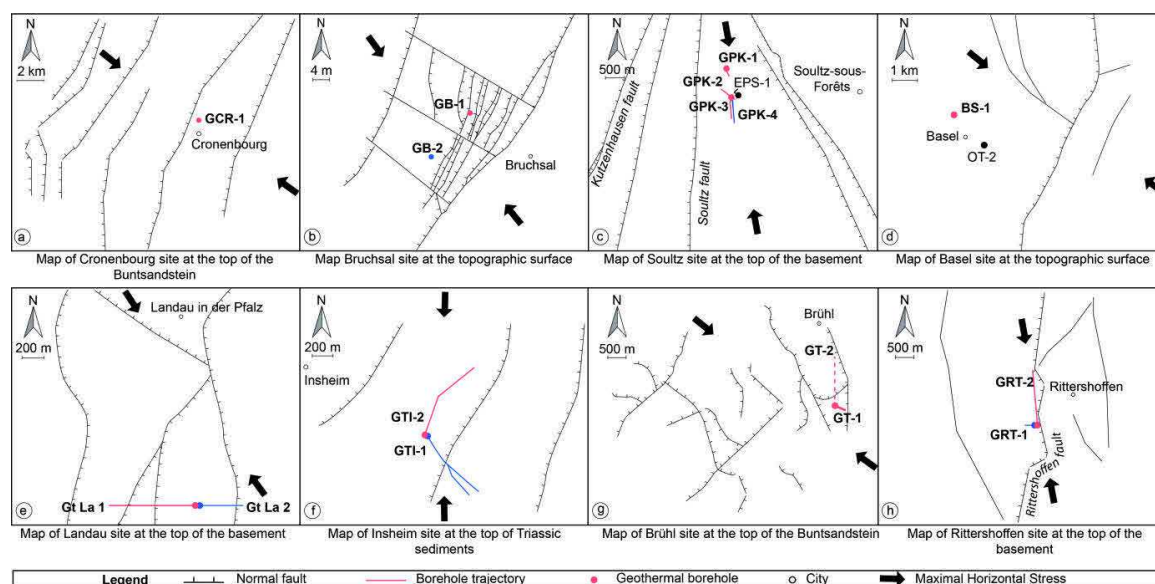 N
2 km
GCR-1
Cronenbourg
a
Map of Cronenbourg site at the top of the
Buntsandstein
N
4 m
GB-1
GB-2
Bruchsal
b
Map Bruchsal site at the topographic surface
N
500 m
GPK-1
GPK-2
EPS-1
GPK-3
GPK-4
Soultz-sous-
Forêts
Kutzenhausen fault
Soultz fault
c
Map of Soultz site at the top of the basement
N
1 km
BS-1
Basel
OT-2
d
Map of Basel site at the topographic surface
N
200 m
Landau in der Pfalz
Gt La 1
Gt La 2
e
Map of Landau site at the top of the basement
N
200 m
Insheim
GTI-2
GTI-1
f
Map of Insheim site at the top of Triassic
sediments
N
500 m
Brühl
GT-2
GT-1
g
Map of Brühl site at the top of the Buntsandstein
N
500 m
GRT-2
Rittershoffen
GRT-1
Rittershoffen fault
h
Map of Rittershoffen site at the top of the
basement
Legend
Normal fault
Borehole trajectory
Geothermal borehole
City
Maximal Horizontal Stress